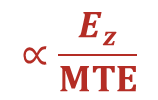 ∝ E_z / MTE